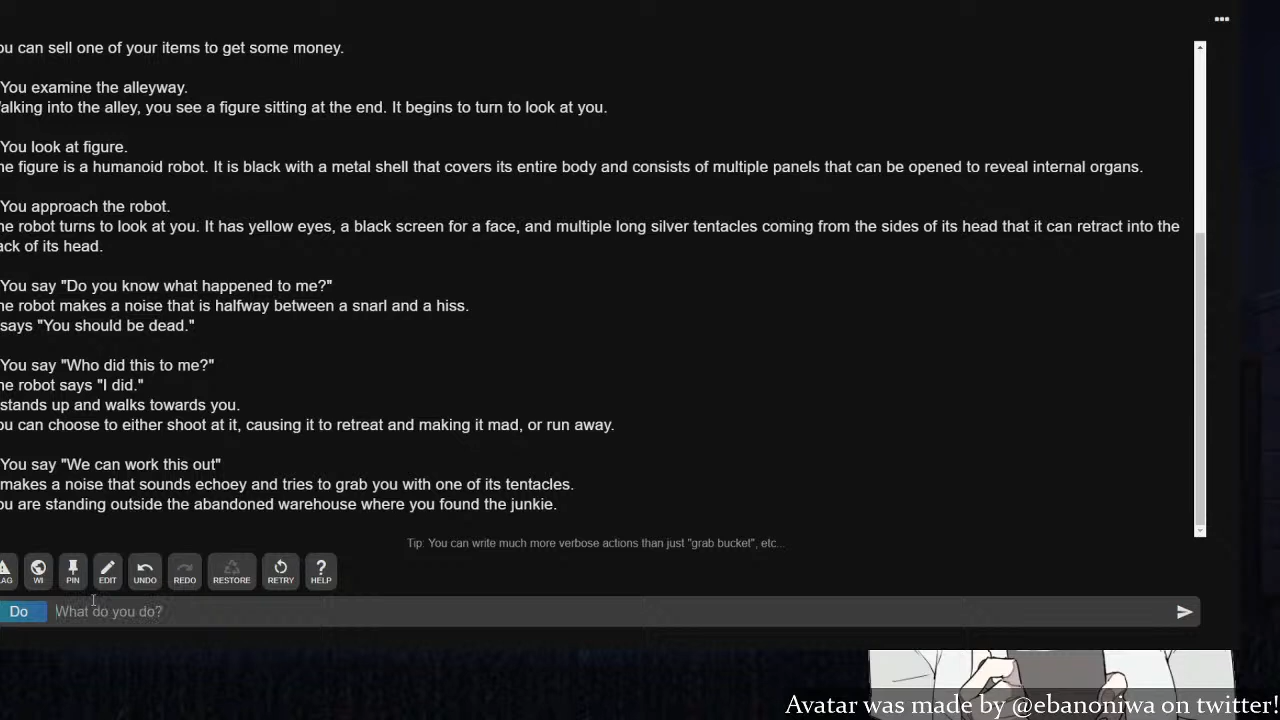 ou can sell one of your items to get some money.
You examine the alleyway.
alking into the alley, you see a figure sitting at the end. It begins to turn to look at you.
You look at figure.
he figure is a humanoid robot. It is black with a metal shell that covers its entire body and consists of multiple panels that can be opened to reveal internal organs.
You approach the robot.
he robot turns to look at you. It has yellow eyes, a black screen for a face, and multiple long silver tentacles coming from the sides of its head that it can retract into the
ack of its head.
You say "Do you know what happened to me?"
he robot makes a noise that is halfway between a snarl and a hiss.
says "You should be dead."
You say "Who did this to me?"
he robot says "I did."
stands up and walks towards you.
ou can choose to either shoot at it, causing it to retreat and making it mad, or run away.
You say "We can work this out"
makes a noise that sounds echoey and tries to grab you with one of its tentacles.
ou are standing outside the abandoned warehouse where you found the junkie.
Tip: You can write much more verbose actions than just "grab bucket", etc...
LAG WI PIN EDIT UNDO REDO RESTORE RETRY HELP
Do What do you do?
Avatar was made by @ebanoniwa on twitter!